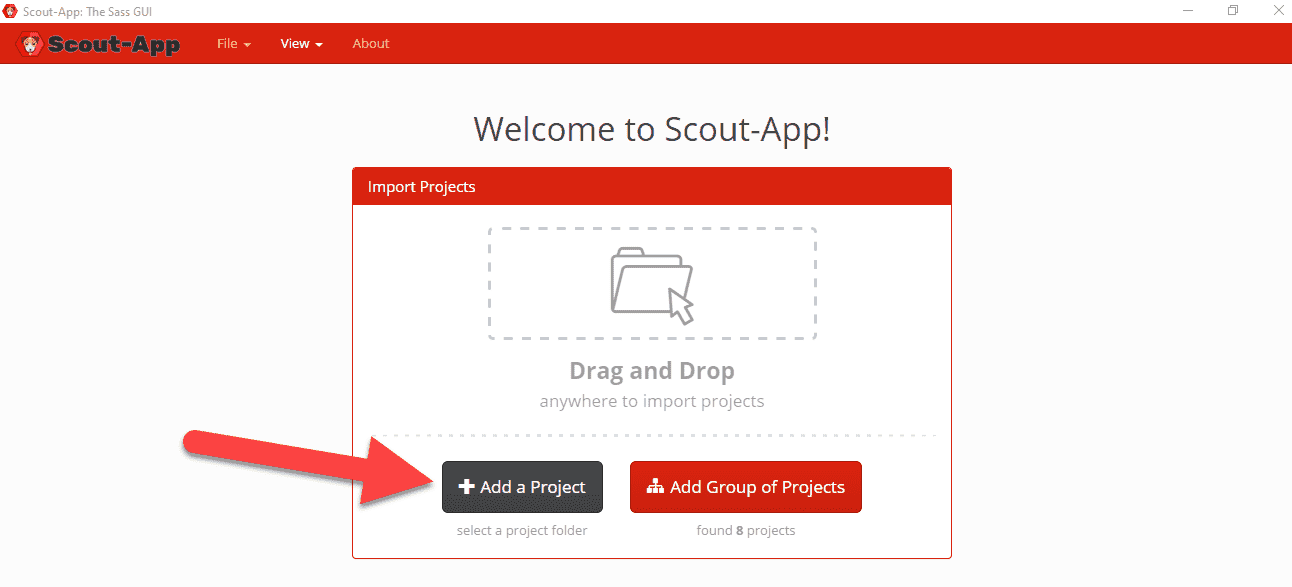 Scout-App: The Sass GUI
Scout-App File View About
Welcome to Scout-App!
Import Projects
Drag and Drop
anywhere to import projects
Add a Project Add Group of Projects
select a project folder found 8 projects